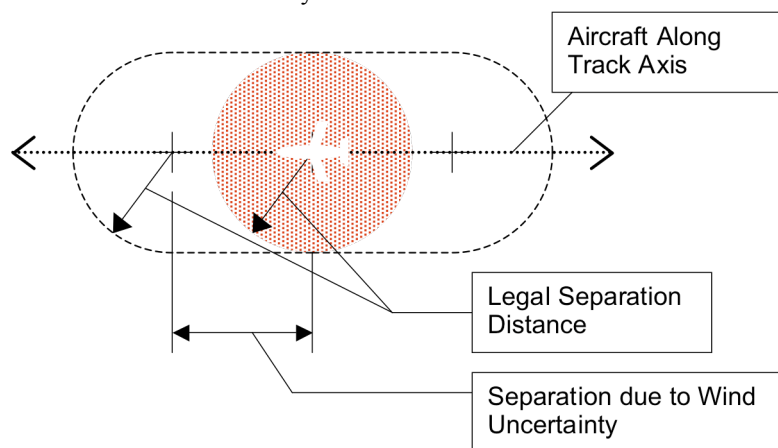 Aircraft Along
Track Axis
Legal Separation
Distance
Separation due to Wind
Uncertainty